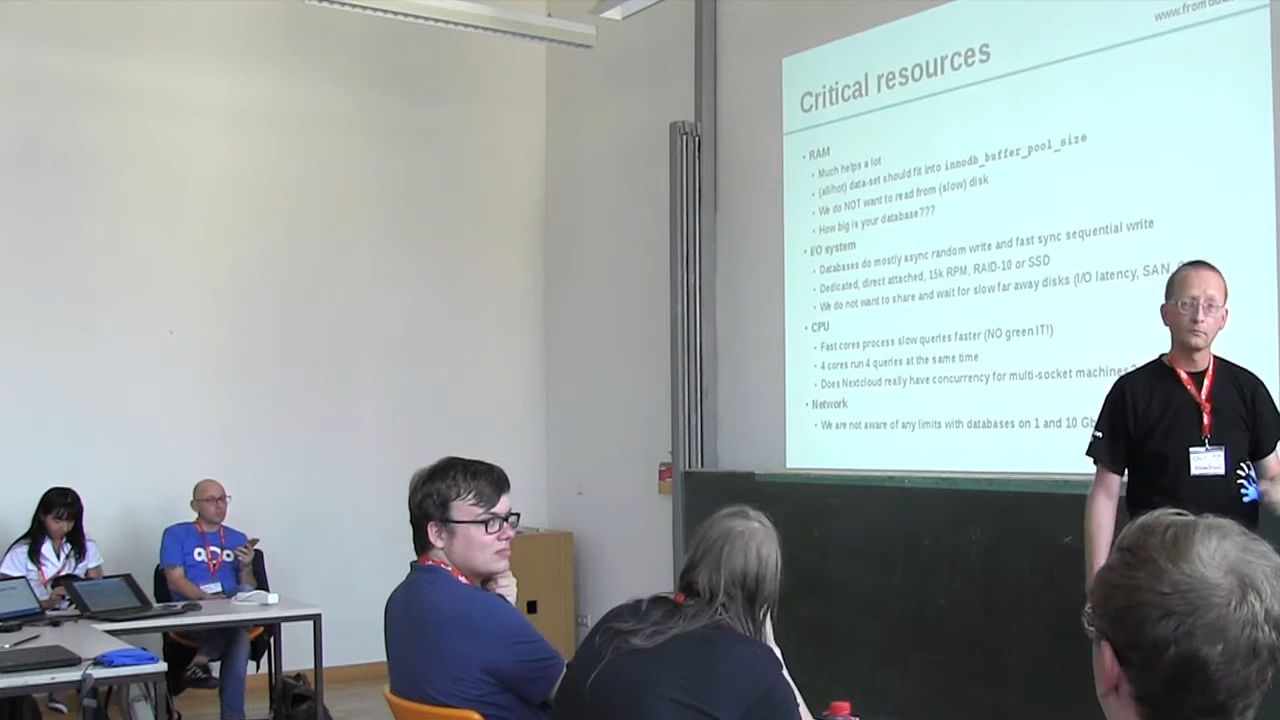 www.fromdual
Critical resources
• RAM
• Much helps a lot
• (all/hot) data-set should fit into innodb_buffer_pool_size
• We do NOT want to read from (slow) disk
• How big is your database???
• I/O system
• Databases do mostly async random write and fast sync sequential write
• Dedicated, direct attached, 15k RPM, RAID-10 or SSD
• We do not want to share and wait for slow far away disks (I/O latency, SAN,
• CPU
• Fast cores process slow queries faster (NO green IT!)
• 4 cores run 4 queries at the same time
• Does Nextcloud really have concurrency for multi-socket machines?
• Network
• We are not aware of any limits with databases on 1 and 10 Gb